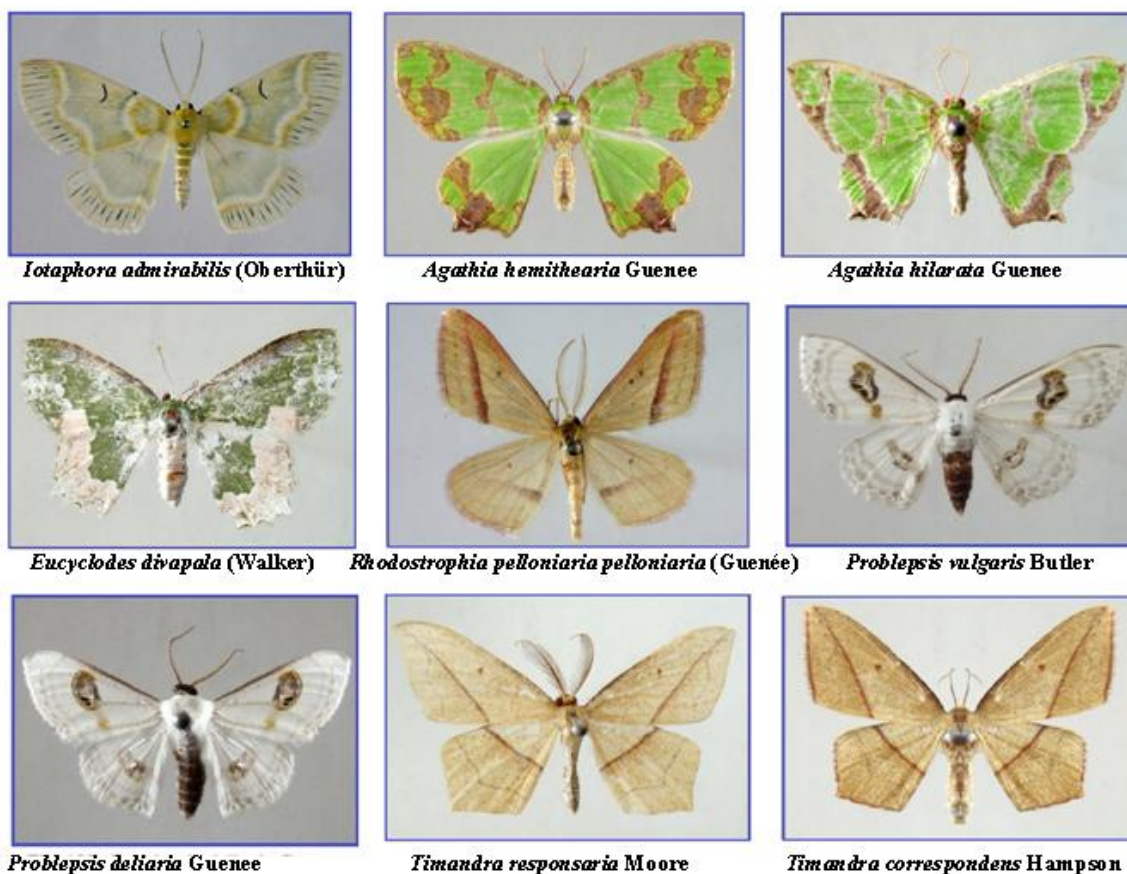 Iotaphora admirabilis (Oberthür)
Agathia hemithearia Guenee
Agathia hilarata Guenee
Eucyclodes divapala (Walker)
Rhodostrophia pelloniaria pelloniaria (Guenée)
Problepsis vulgaris Butler
Problepsis deliaria Guenee
Timandra responsaria Moore
Timandra correspondens Hampson